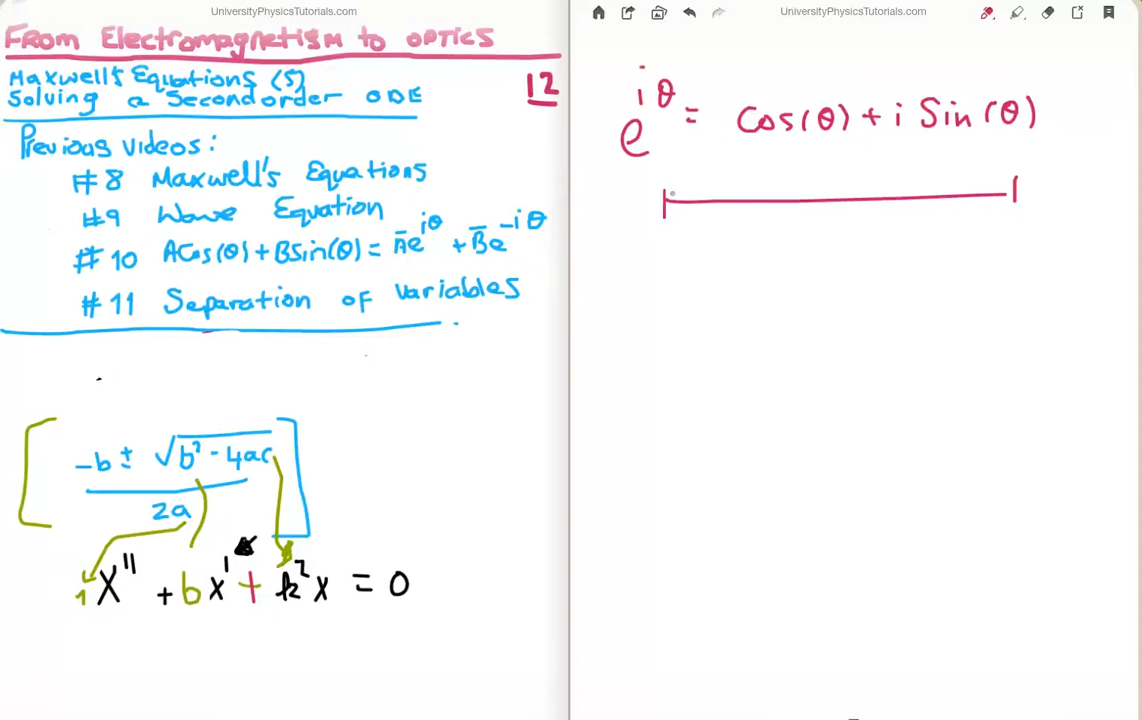 UniversityPhysicsTutorials.com
From Electromagnetism to Optics
Maxwell's Equations (5)
Solving a Second order ODE
12
Previous videos:
#8 Maxwell's Equations
#9 Wave Equation
#10 ACos(θ) + BSin(θ) = A̅e^{iθ} + B̅e^{-iθ}
#11 Separation of variables
-b ± √b² - 4ac
2a
1X'' + bx' + k²x = 0
UniversityPhysicsTutorials.com
e^{iθ} = Cos(θ) + i Sin(θ)